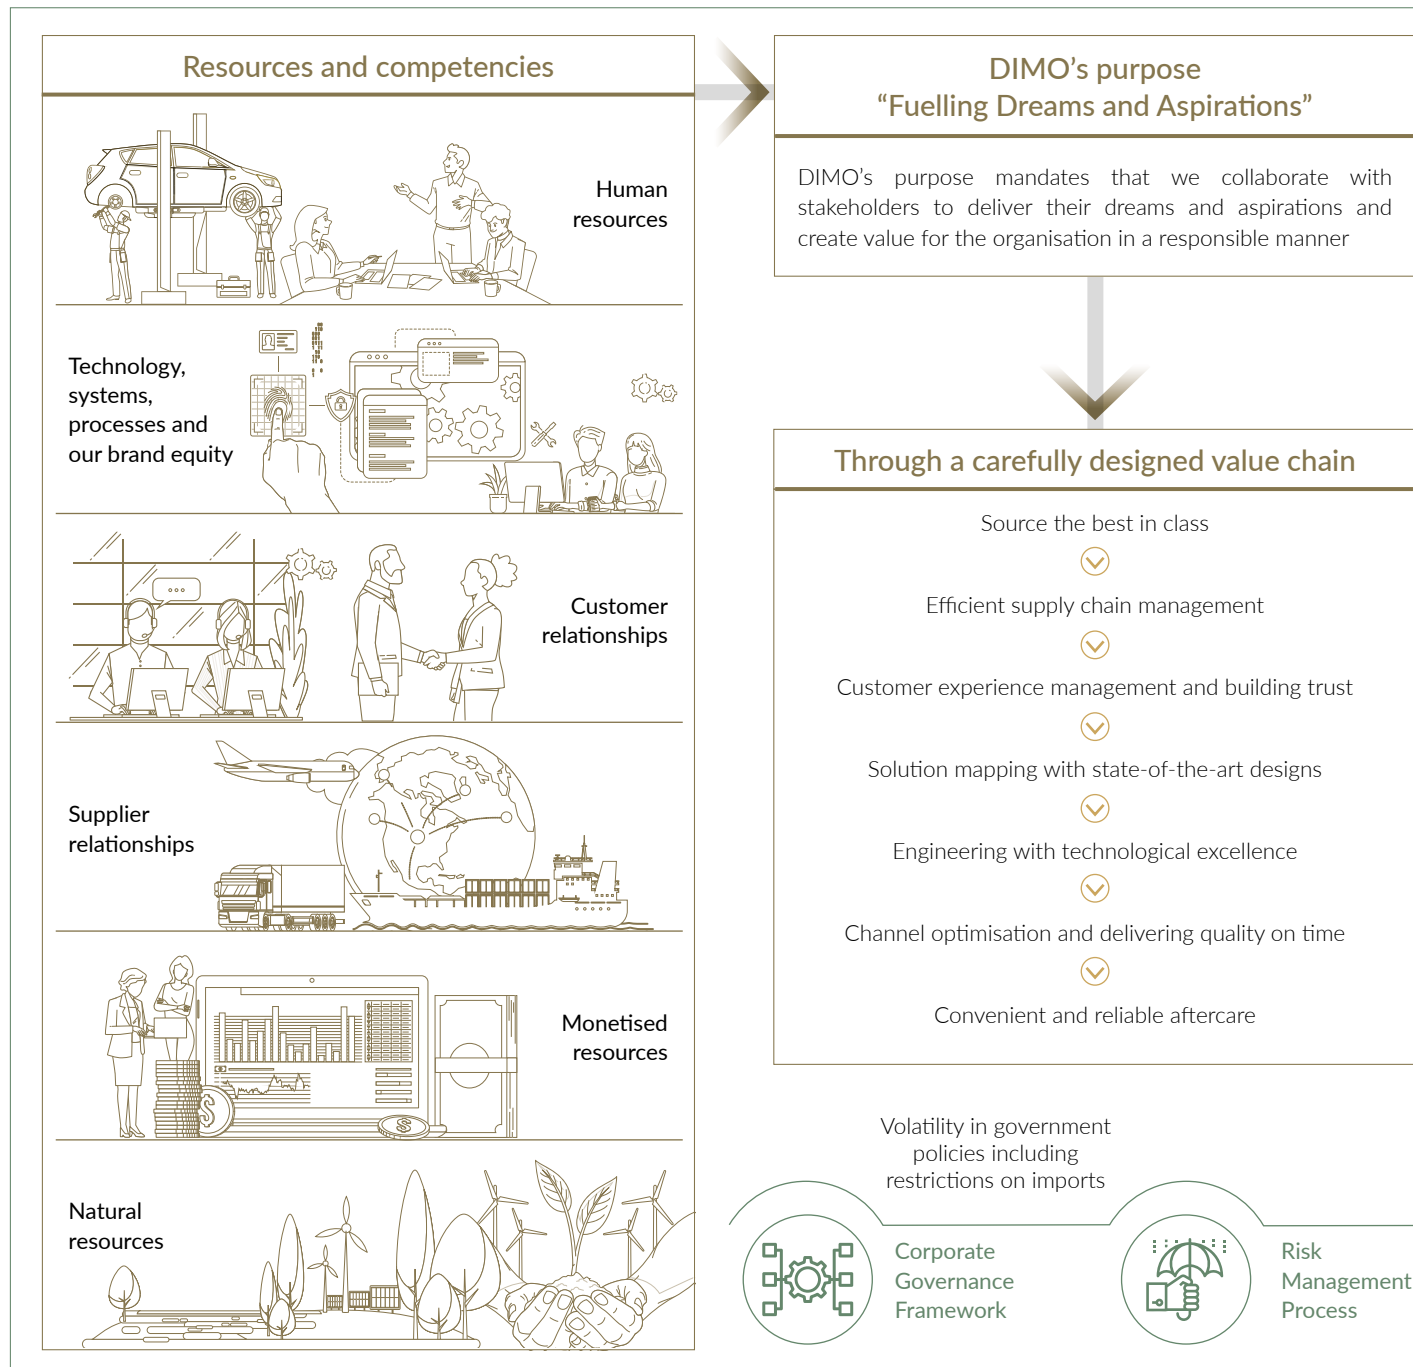 Resources and competencies
Human
resources
Technology,
systems,
processes and
our brand equity
Customer
relationships
Supplier
relationships
Monetised
resources
Natural
resources
DIMO’s purpose
“Fuelling Dreams and Aspirations”
DIMO’s purpose mandates that we collaborate with
stakeholders to deliver their dreams and aspirations and
create value for the organisation in a responsible manner
Through a carefully designed value chain
Source the best in class
Efficient supply chain management
Customer experience management and building trust
Solution mapping with state-of-the-art designs
Engineering with technological excellence
Channel optimisation and delivering quality on time
Convenient and reliable aftercare
Volatility in government
policies including
restrictions on imports
Corporate
Governance
Framework
Risk
Management
Process